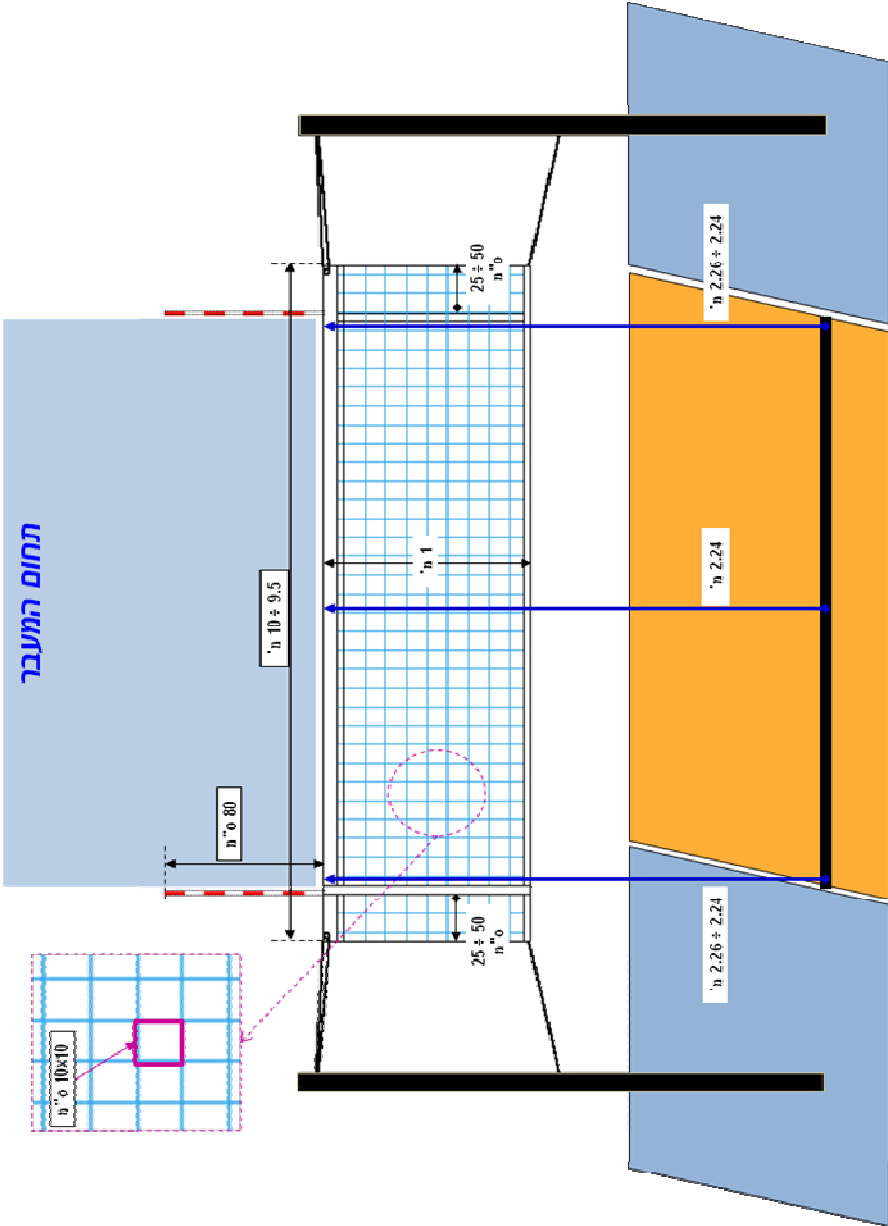 תחום המעבר
9.5 ÷ 10 מ'
80 ס"מ
10x10 ס"מ
25 ÷ 50
ס"מ
25 ÷ 50
ס"מ
1 מ'
2.24 ÷ 2.26 מ'
2.24 מ'
2.24 ÷ 2.26 מ'